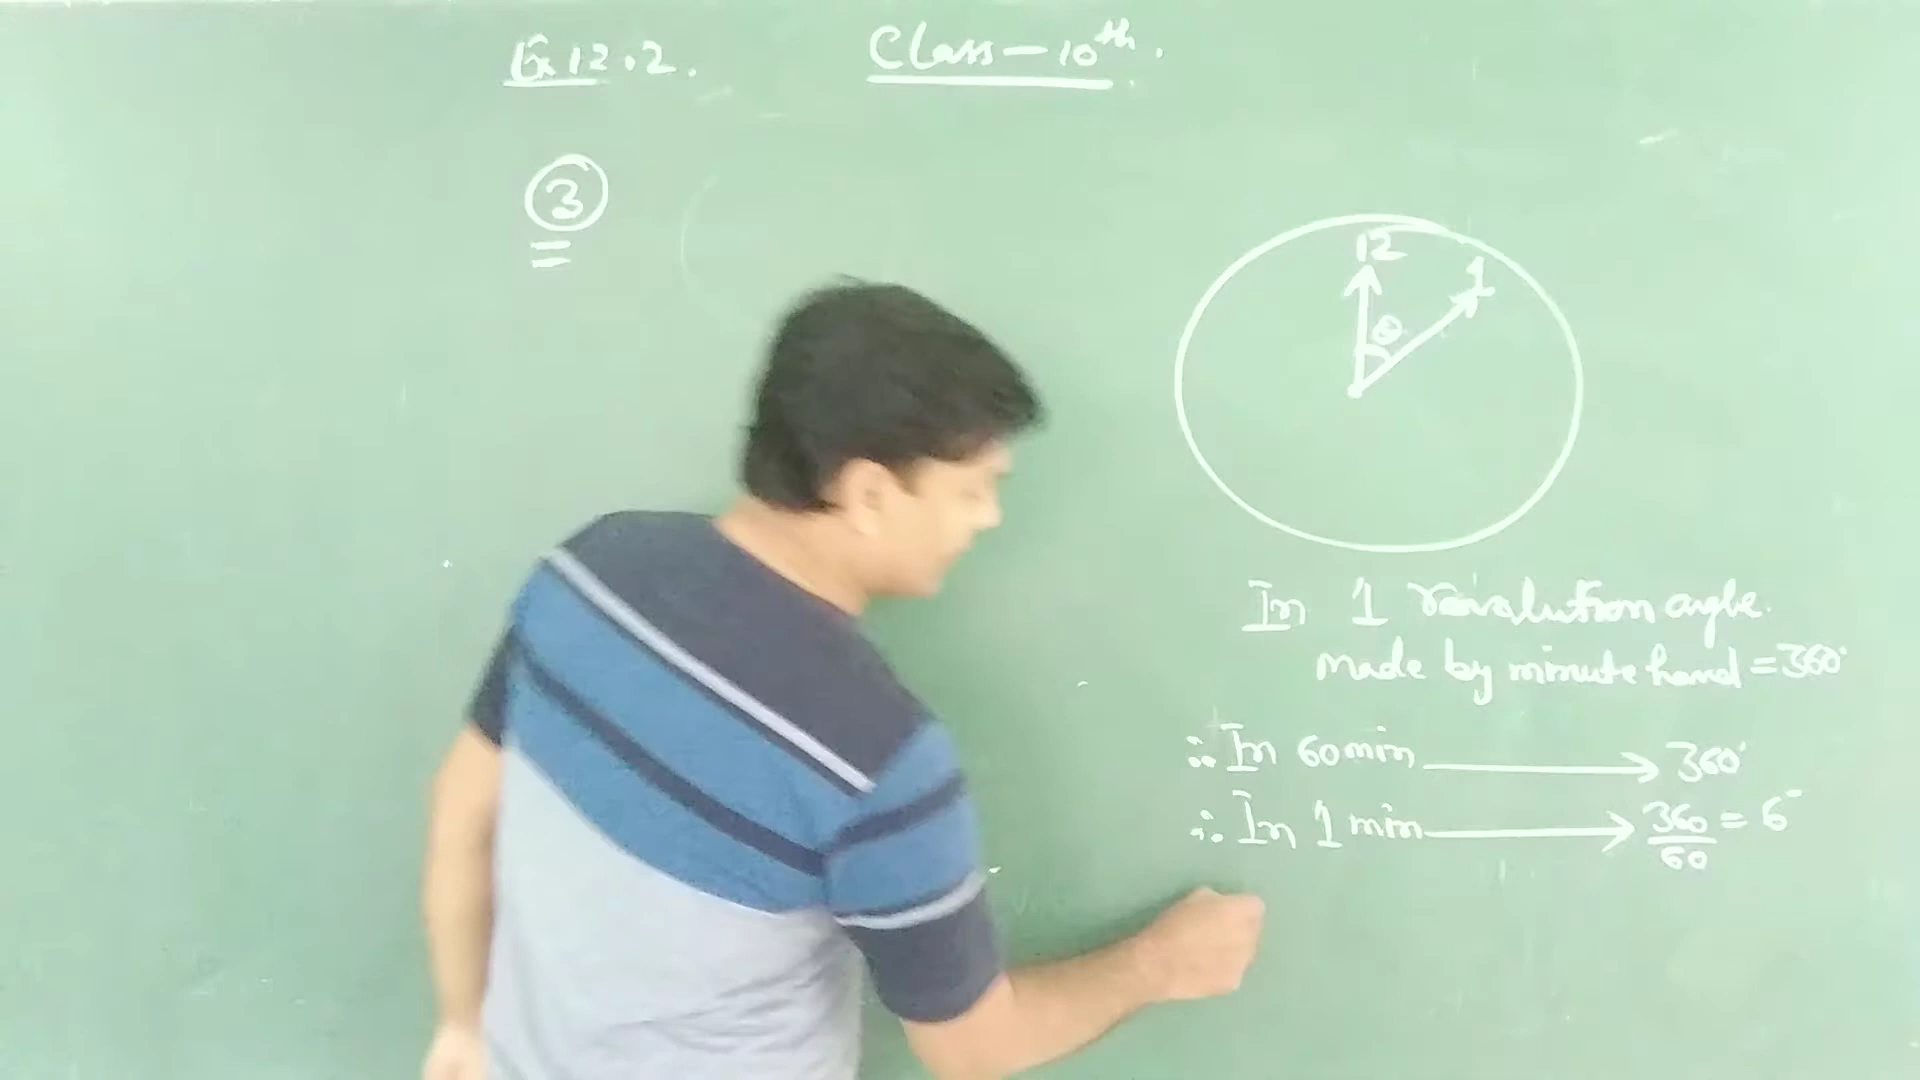 Ex 12.2.
Class - 10th.
3
12
1
θ
In 1 revolution angle.
made by minute hand = 360°
∴ In 60 min → 360°
∴ In 1 min → 360/60 = 6°